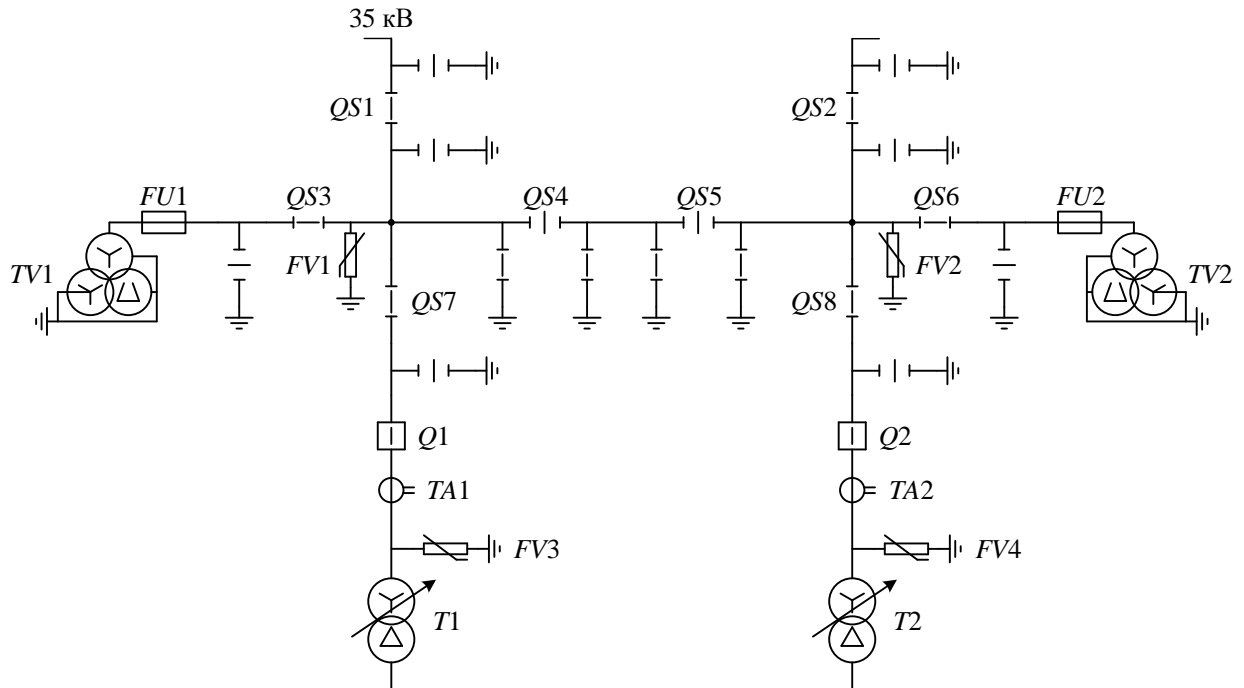 35 кВ
QS1
QS2
FU1
QS3
QS4
QS5
QS6
FU2
TV1
FV1
QS7
QS8
FV2
TV2
Q1
Q2
TA1
TA2
FV3
FV4
T1
T2